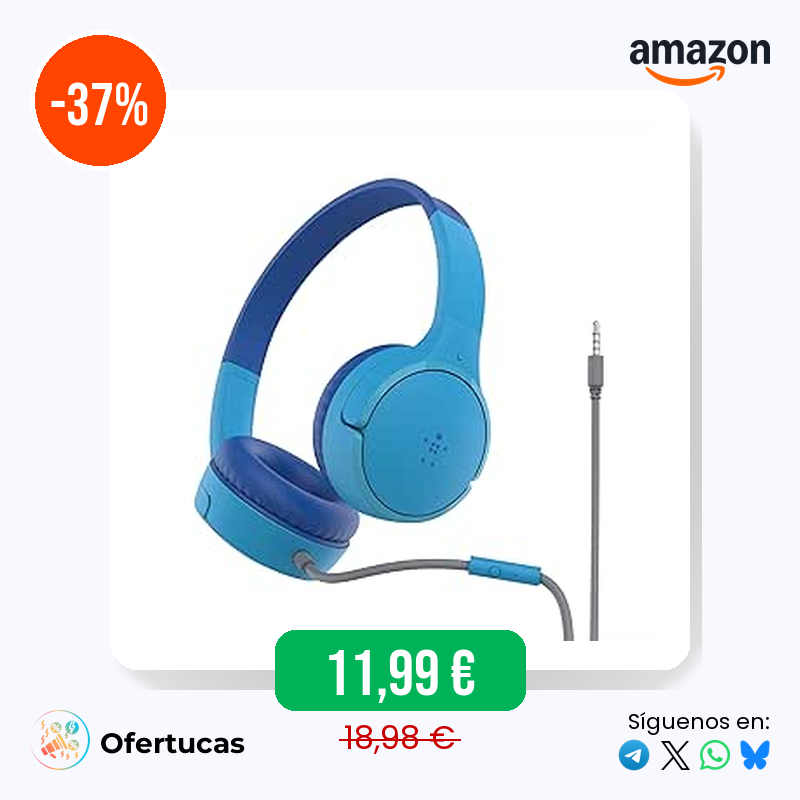 -37%
amazon
11,99 €
18,98 €
Ofertucas
Síguenos en: